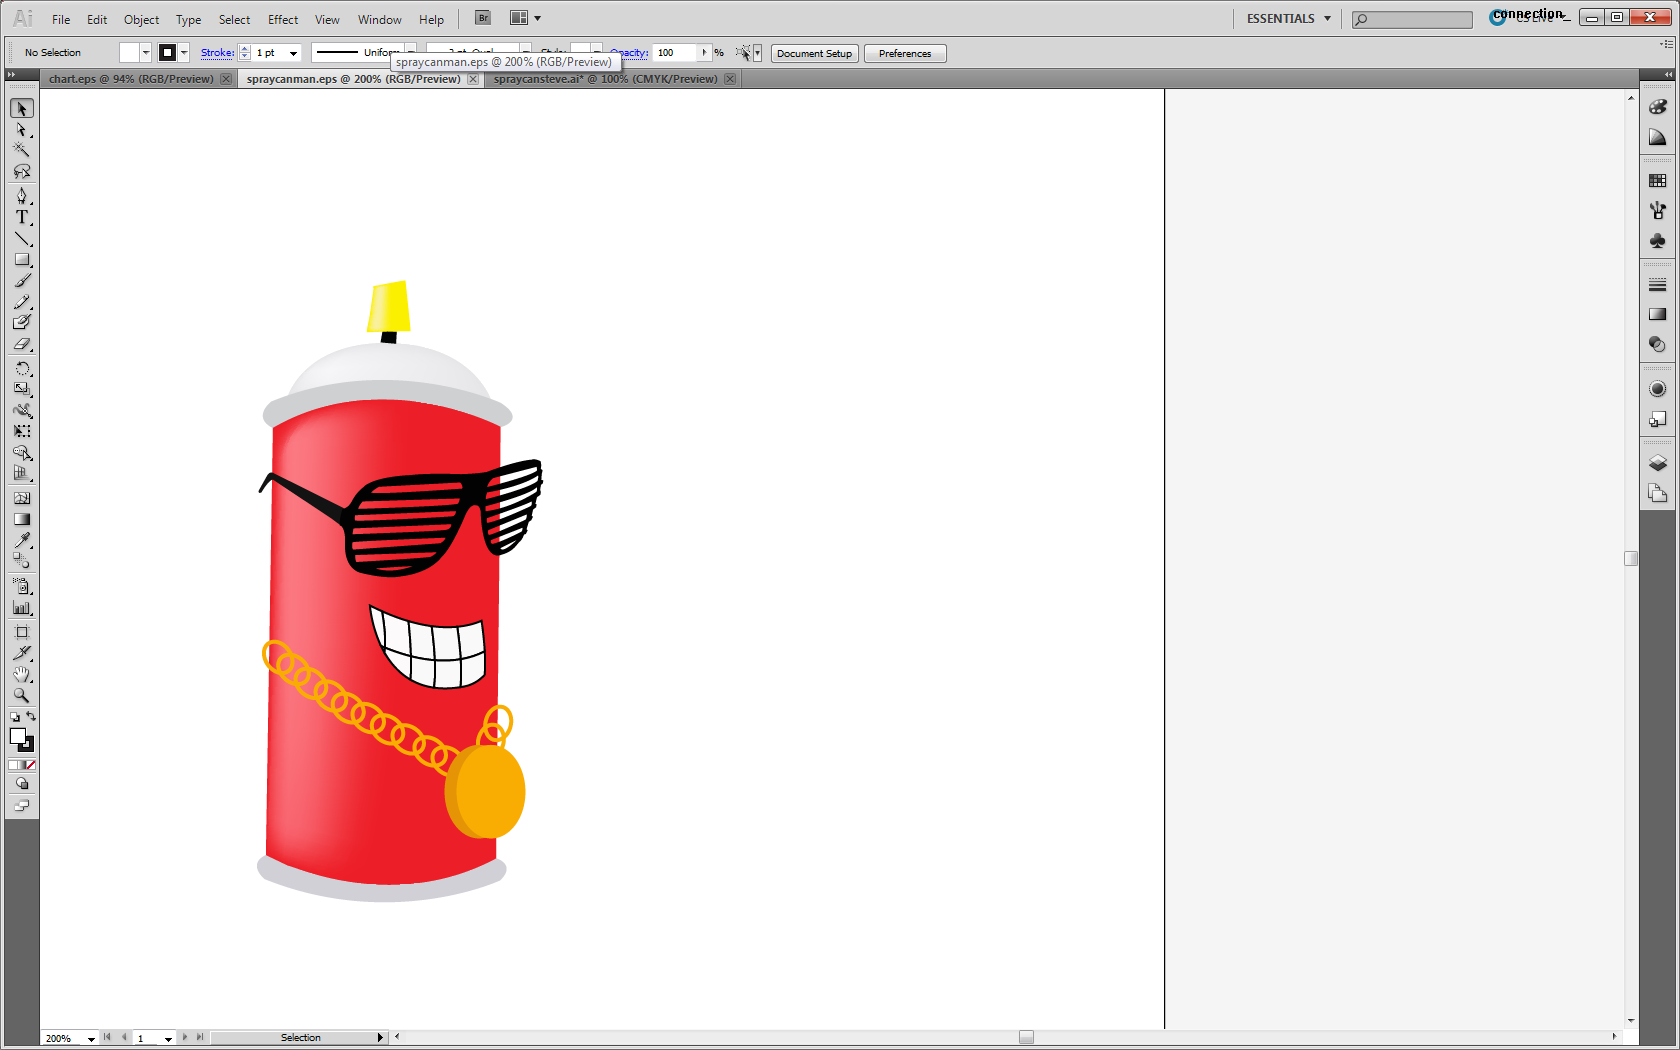 Ai File Edit Object Type Select Effect View Window Help Br ESSENTIALS connection
No Selection Stroke: 1 pt Uniform Style: Opacity: 100 % Document Setup Preferences
spraycanman.eps @ 200% (RGB/Preview)
chart.eps @ 94% (RGB/Preview) spraycanman.eps @ 200% (RGB/Preview) spraycansteve.ai* @ 100% (CMYK/Preview)
T
200% 1 Selection